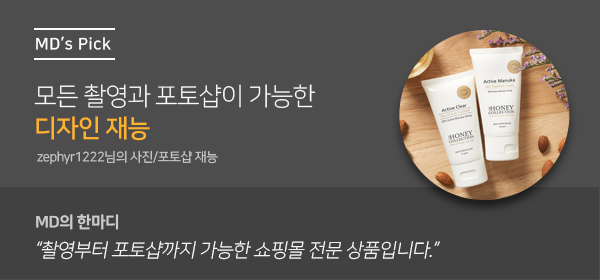 MD's Pick
모든 촬영과 포토샵이 가능한
디자인 재능
zephyr1222님의 사진/포토샵 재능
Active Manuka
Active Clear
THE HONEY
COLLECTION
THE HONEY
COLLECTION
MD의 한마디
“촬영부터 포토샵까지 가능한 쇼핑몰 전문 상품입니다.”